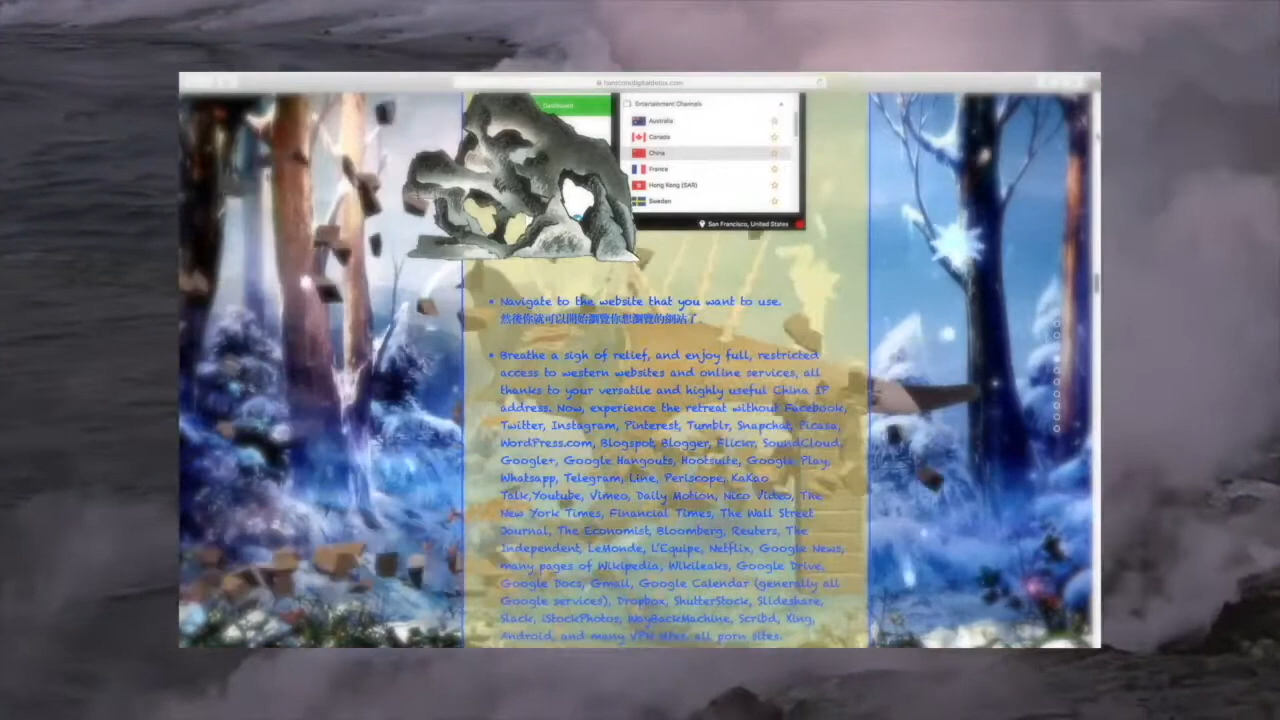 transcendigitaldetox.com
Dashboard
Entertainment Channels
Australia
Canada
China
France
Hong Kong (SAR)
Sweden
San Francisco, United States
• Navigate to the website that you want to use.
然後你就可以開始瀏覽你想瀏覽的網站了
• Breathe a sigh of relief, and enjoy full, restricted
access to western websites and online services, all
thanks to your versatile and highly useful China IP
address. Now, experience the retreat without Facebook,
Twitter, Instagram, Pinterest, Tumblr, Snapchat, Picasa,
WordPress.com, Blogspot, Blogger, Flickr, SoundCloud,
Google+, Google Hangouts, Hootsuite, Google Play,
Whatsapp, Telegram, Line, Periscope, KaKao
Talk,Youtube, Vimeo, Daily Motion, Nico Video, The
New York Times, Financial Times, The Wall Street
Journal, The Economist, Bloomberg, Reuters, The
Independent, LeMonde, L'Equipe, Netflix, Google News,
many pages of Wikipedia, Wikileaks, Google Drive,
Google Docs, Gmail, Google Calendar (generally all
Google services), Dropbox, ShutterStock, Slideshare,
Slack, iStockPhotos, WayBackMachine, Scribd, Xing,
Android, and many VPN sites, all porn sites.